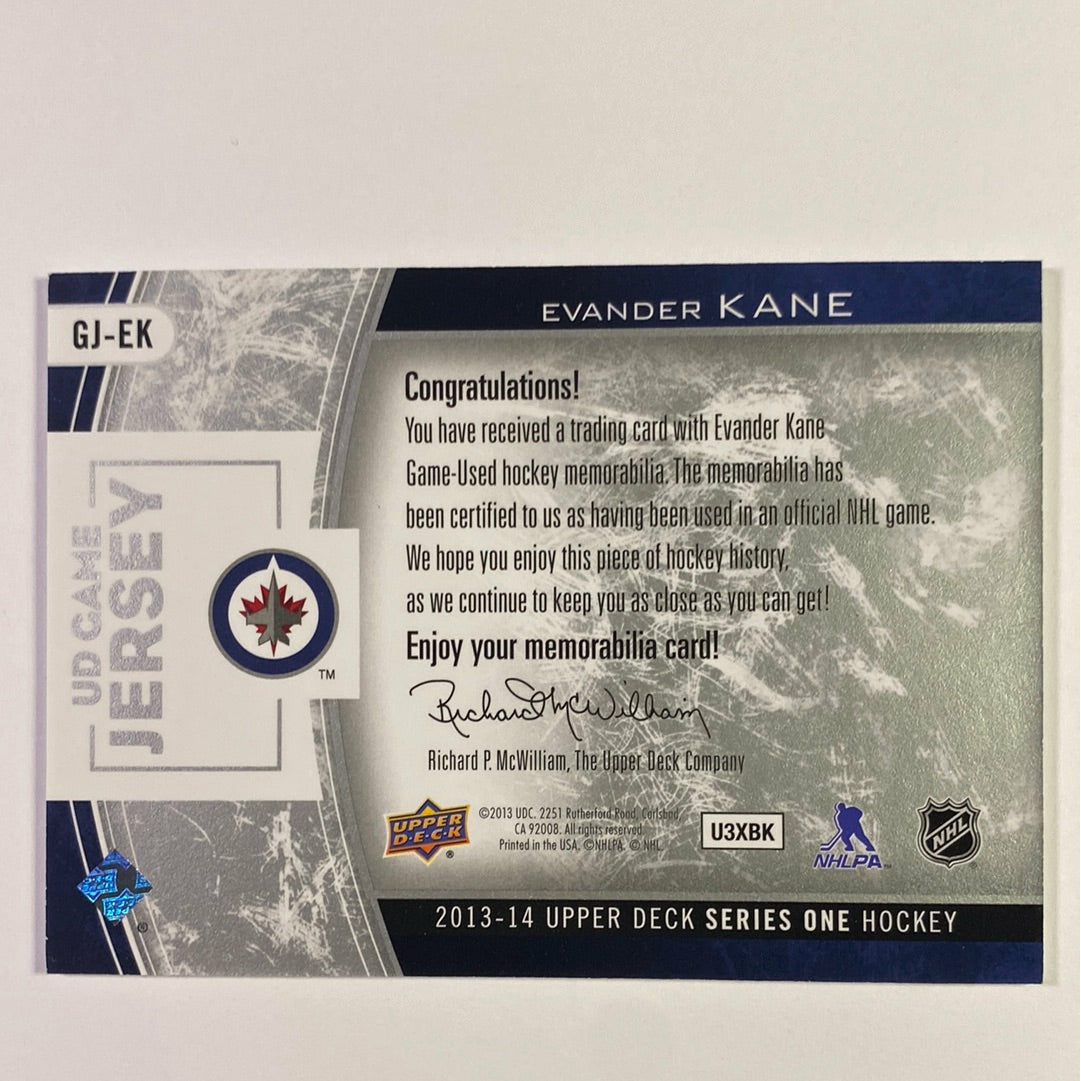 GJ-EK
EVANDER KANE
UD GAME
JERSEY
TM
Congratulations!
You have received a trading card with Evander Kane
Game-Used hockey memorabilia. The memorabilia has
been certified to us as having been used in an official NHL game.
We hope you enjoy this piece of hockey history,
as we continue to keep you as close as you can get!
Enjoy your memorabilia card!
Richard McWilliam
Richard P. McWilliam, The Upper Deck Company
UPPER
D·E·C·K
®
©2013 UDC. 2251 Rutherford Road, Carlsbad,
CA 92008. All rights reserved.
Printed in the USA. ©NHLPA. © NHL.
U3XBK
NHLPA™
NHL
®
2013-14 UPPER DECK SERIES ONE HOCKEY